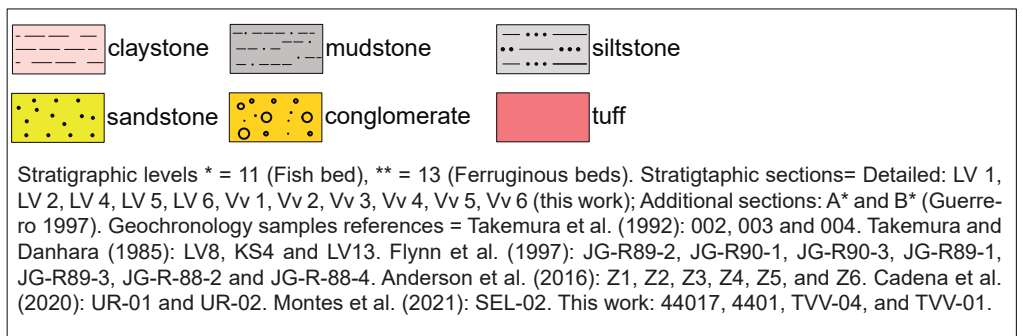 claystone mudstone siltstone
sandstone conglomerate tuff
Stratigraphic levels * = 11 (Fish bed), ** = 13 (Ferruginous beds). Stratigtaphic sections= Detailed: LV 1,
LV 2, LV 4, LV 5, LV 6, Vv 1, Vv 2, Vv 3, Vv 4, Vv 5, Vv 6 (this work); Additional sections: A* and B* (Guerre-
ro 1997). Geochronology samples references = Takemura et al. (1992): 002, 003 and 004. Takemura and
Danhara (1985): LV8, KS4 and LV13. Flynn et al. (1997): JG-R89-2, JG-R90-1, JG-R90-3, JG-R89-1,
JG-R89-3, JG-R-88-2 and JG-R-88-4. Anderson et al. (2016): Z1, Z2, Z3, Z4, Z5, and Z6. Cadena et al.
(2020): UR-01 and UR-02. Montes et al. (2021): SEL-02. This work: 44017, 4401, TVV-04, and TVV-01.